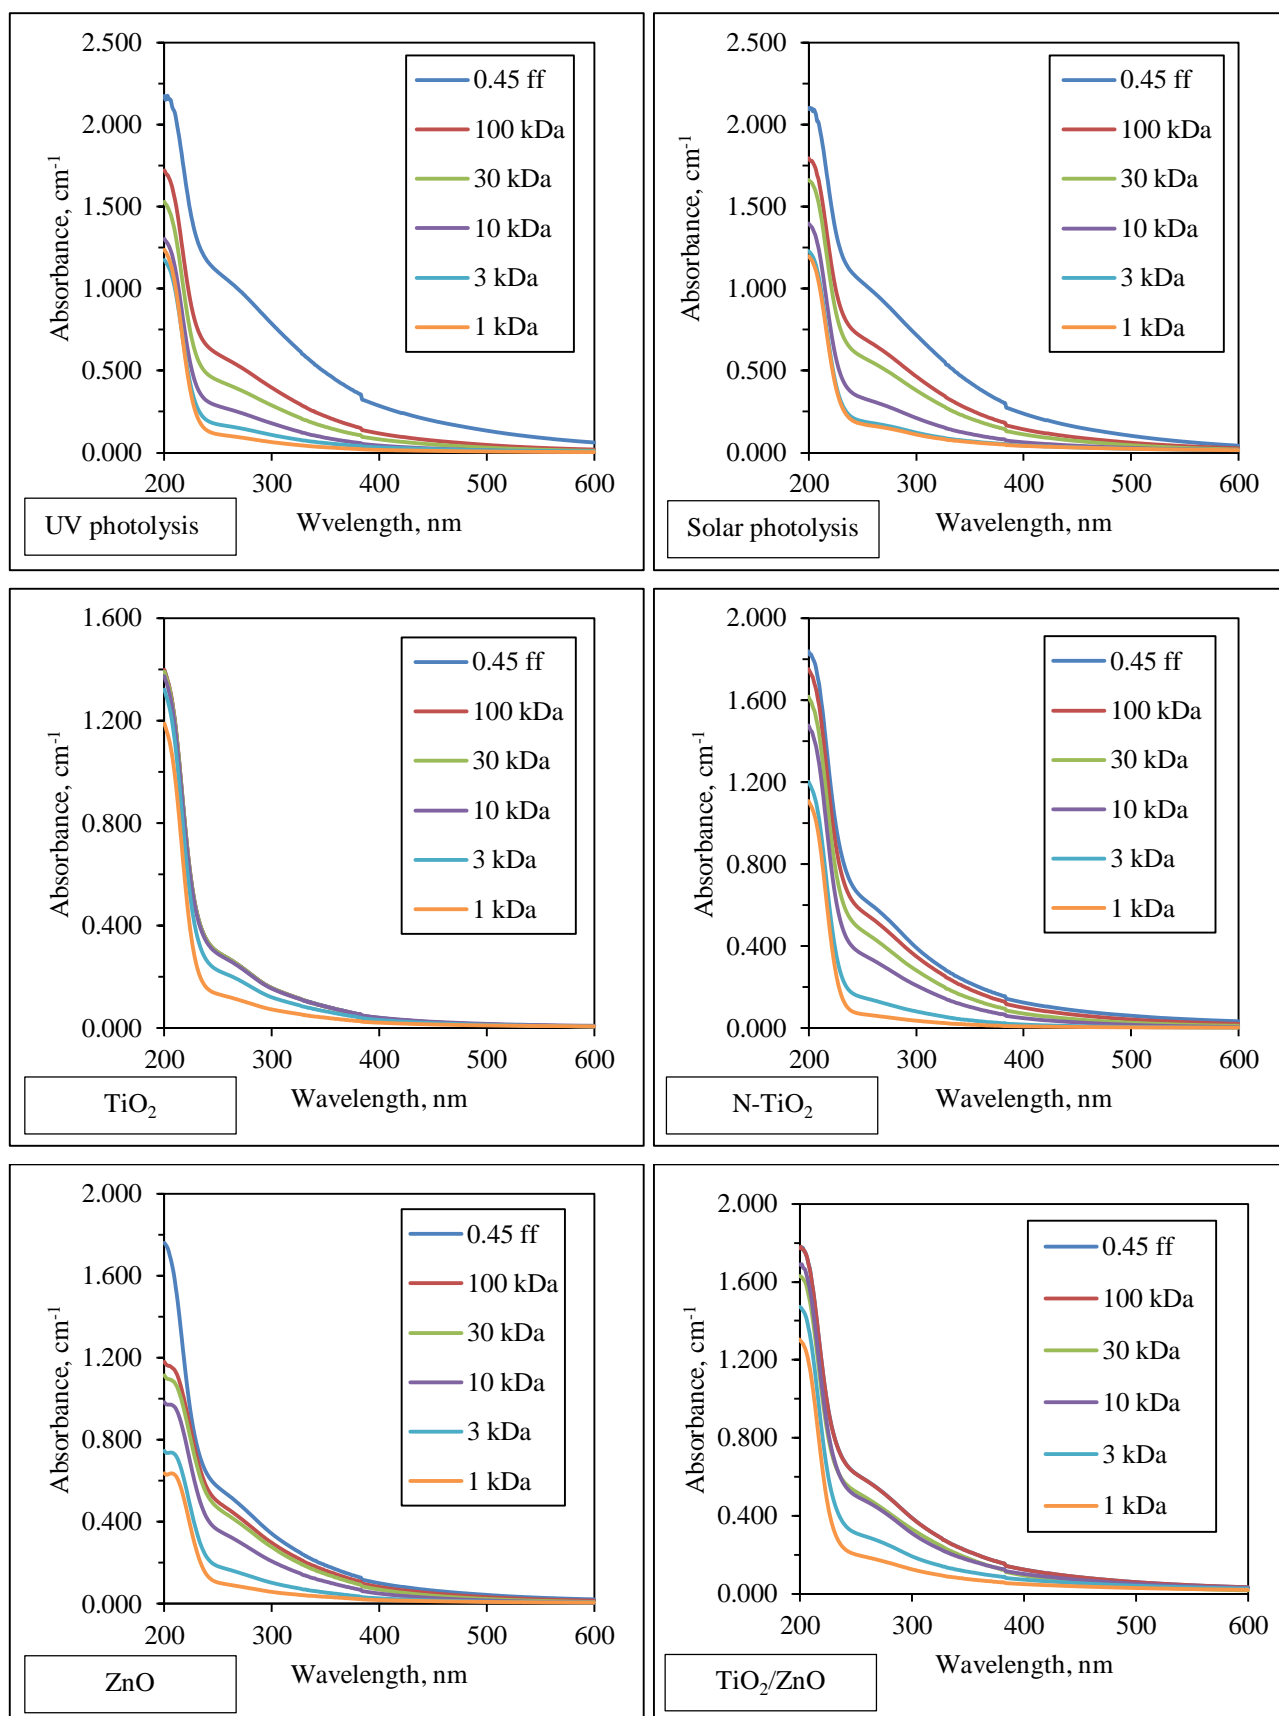 2.500
2.000
1.500
1.000
0.500
0.000
Absorbance, cm-1
0.45 ff
100 kDa
30 kDa
10 kDa
3 kDa
1 kDa
200 300 400 500 600
Wvelength, nm
UV photolysis
2.500
2.000
1.500
1.000
0.500
0.000
Absorbance, cm-1
0.45 ff
100 kDa
30 kDa
10 kDa
3 kDa
1 kDa
200 300 400 500 600
Wavelength, nm
Solar photolysis
1.600
1.200
0.800
0.400
0.000
Absorbance, cm-1
0.45 ff
100 kDa
30 kDa
10 kDa
3 kDa
1 kDa
200 300 400 500 600
Wavelength, nm
TiO2
2.000
1.600
1.200
0.800
0.400
0.000
Absorbance, cm-1
0.45 ff
100 kDa
30 kDa
10 kDa
3 kDa
1 kDa
200 300 400 500 600
Wavelength, nm
N-TiO2
2.000
1.600
1.200
0.800
0.400
0.000
Absorbance, cm-1
0.45 ff
100 kDa
30 kDa
10 kDa
3 kDa
1 kDa
200 300 400 500 600
Wavelength, nm
ZnO
2.000
1.600
1.200
0.800
0.400
0.000
Absorbance, cm-1
0.45 ff
100 kDa
30 kDa
10 kDa
3 kDa
1 kDa
200 300 400 500 600
Wavelength, nm
TiO2/ZnO